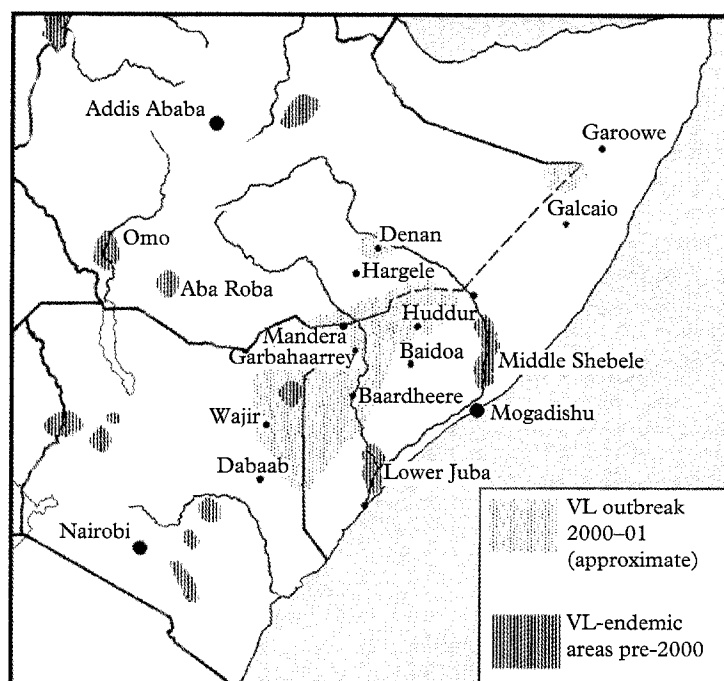 Addis Ababa
Garoowe
Galcaio
Omo
Denan
Hargele
Aba Roba
Huddur
Mandera
Garbahaarrey
Baidoa
Middle Shebele
Baardheere
Wajir
Mogadishu
Dabaab
Lower Juba
Nairobi
VL outbreak
2000–01
(approximate)
VL-endemic
areas pre-2000